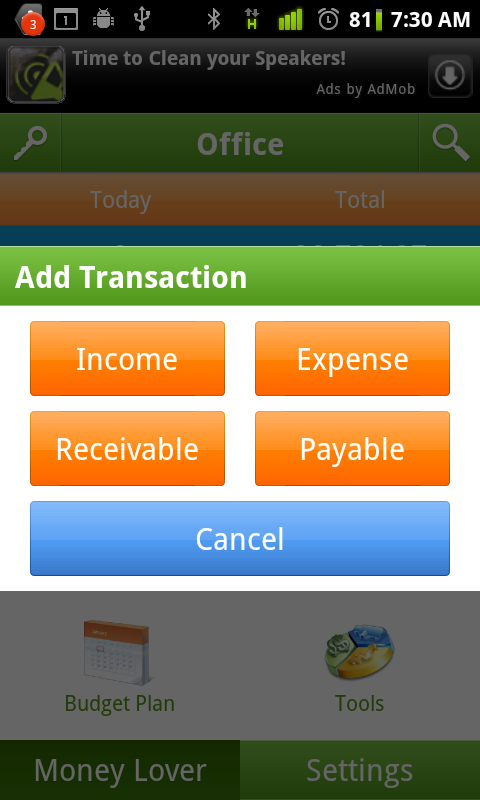 3
1
H
81
7:30 AM
Time to Clean your Speakers!
Ads by AdMob
Office
Today
Total
Add Transaction
Income
Expense
Receivable
Payable
Cancel
Budget Plan
Tools
Money Lover
Settings